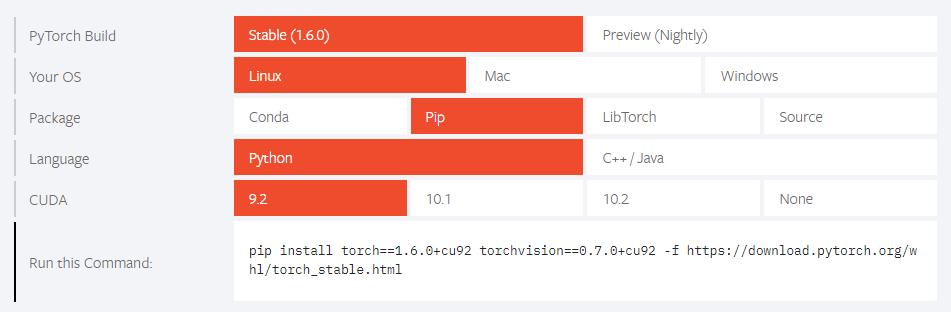 PyTorch Build
Stable (1.6.0)
Preview (Nightly)
Your OS
Linux
Mac
Windows
Package
Conda
Pip
LibTorch
Source
Language
Python
C++ / Java
CUDA
9.2
10.1
10.2
None
Run this Command:
pip install torch==1.6.0+cu92 torchvision==0.7.0+cu92 -f https://download.pytorch.org/w
hl/torch_stable.html